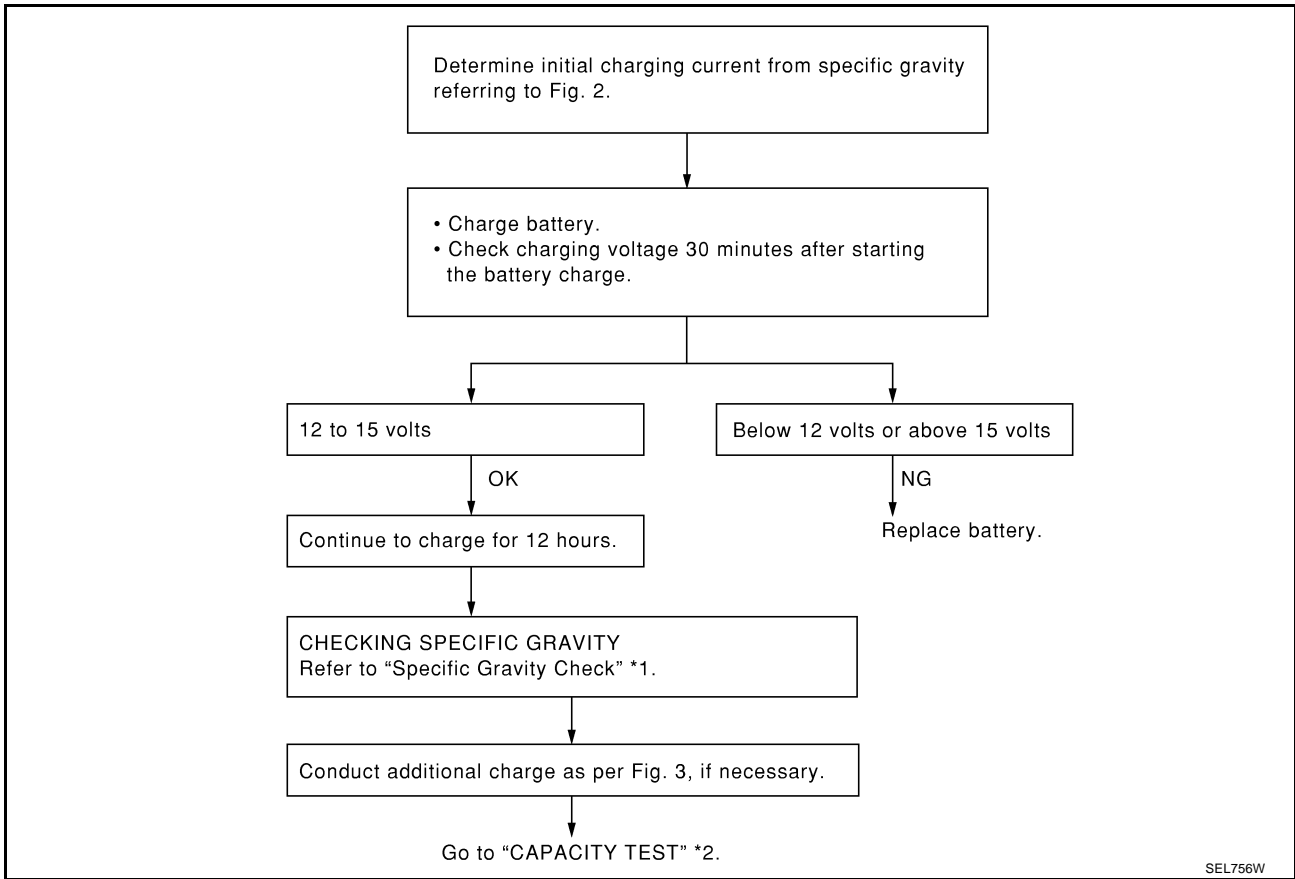 Determine initial charging current from specific gravity
referring to Fig. 2.
• Charge battery.
• Check charging voltage 30 minutes after starting
the battery charge.
12 to 15 volts
Below 12 volts or above 15 volts
OK
NG
Continue to charge for 12 hours.
Replace battery.
CHECKING SPECIFIC GRAVITY
Refer to “Specific Gravity Check” *1.
Conduct additional charge as per Fig. 3, if necessary.
Go to “CAPACITY TEST” *2.
SEL756W